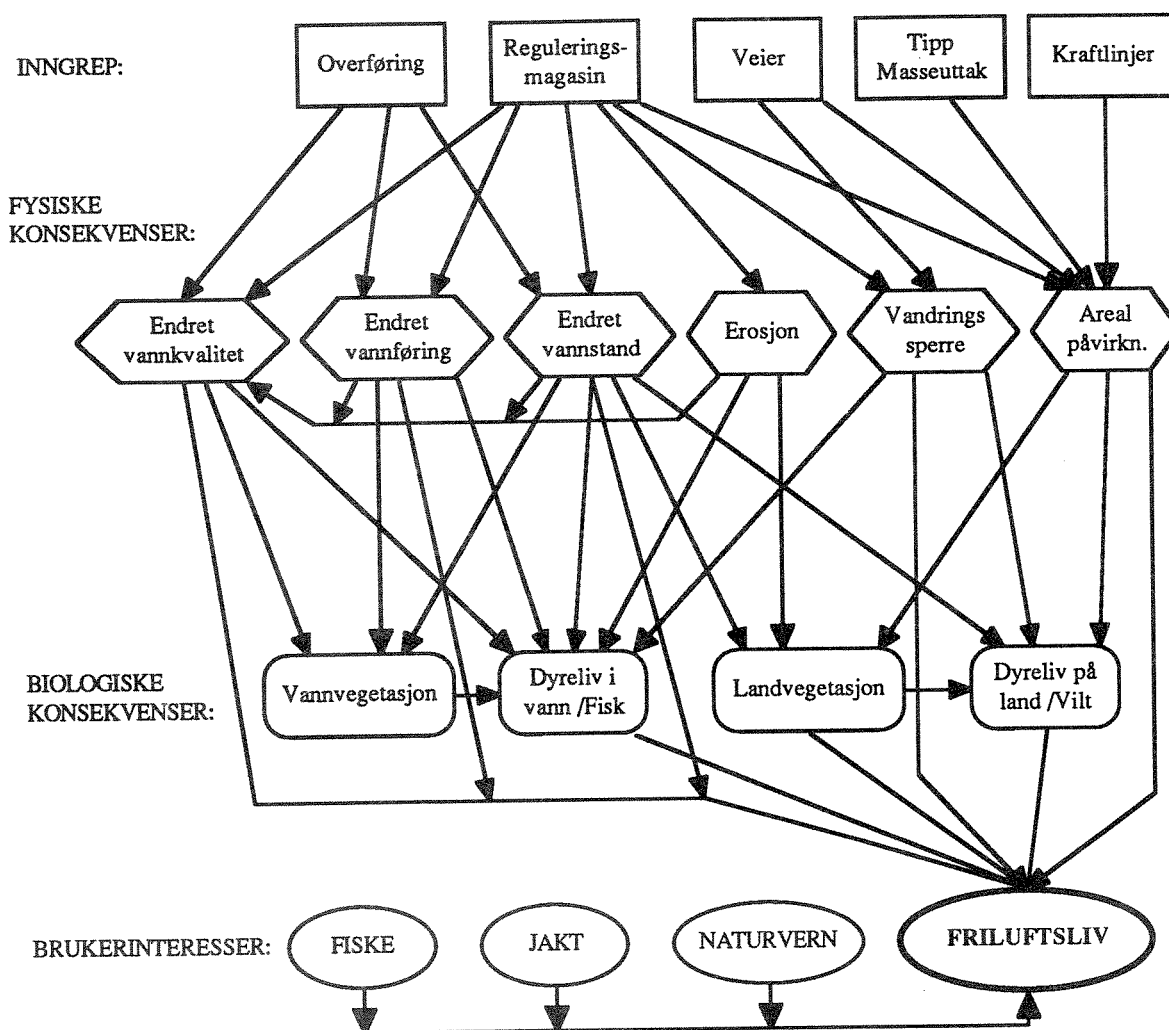 INNGREP:
Overføring
Regulerings-
magasin
Veier
Tipp
Masseuttak
Kraftlinjer
FYSISKE
KONSEKVENSER:
Endret
vannkvalitet
Endret
vannføring
Endret
vannstand
Erosjon
Vandrings
sperre
Areal
påvirkn.
BIOLOGISKE
KONSEKVENSER:
Vannvegetasjon
Dyreliv i
vann /Fisk
Landvegetasjon
Dyreliv på
land /Vilt
BRUKERINTERESSER:
FISKE
JAKT
NATURVERN
FRILUFTSLIV